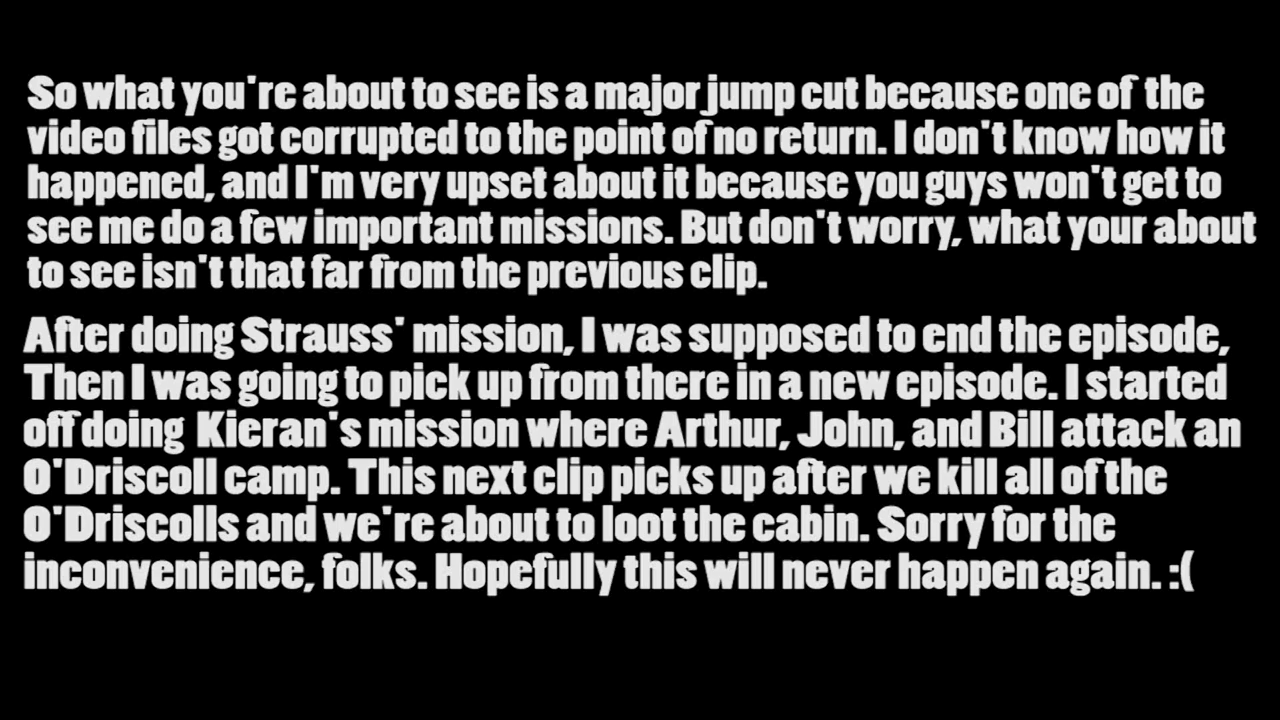 So what you're about to see is a major jump cut because one of the
video files got corrupted to the point of no return. I don't know how it
happened, and I'm very upset about it because you guys won't get to
see me do a few important missions. But don't worry, what your about
to see isn't that far from the previous clip.
After doing Strauss' mission, I was supposed to end the episode,
Then I was going to pick up from there in a new episode. I started
off doing Kieran's mission where Arthur, John, and Bill attack an
O'Driscoll camp. This next clip picks up after we kill all of the
O'Driscolls and we're about to loot the cabin. Sorry for the
inconvenience, folks. Hopefully this will never happen again. :(